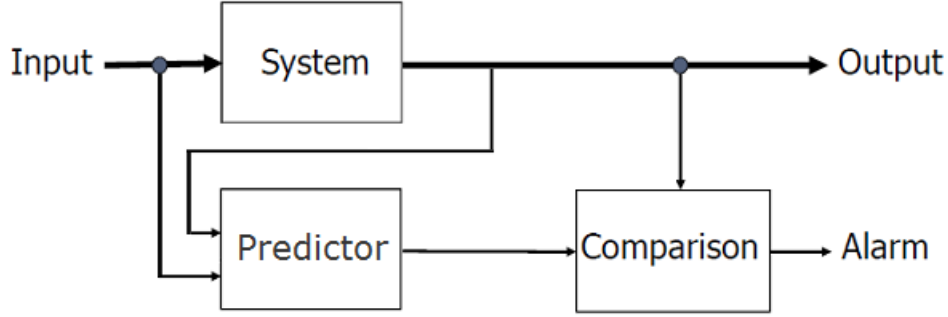 Input
System
Output
Predictor
Comparison
Alarm